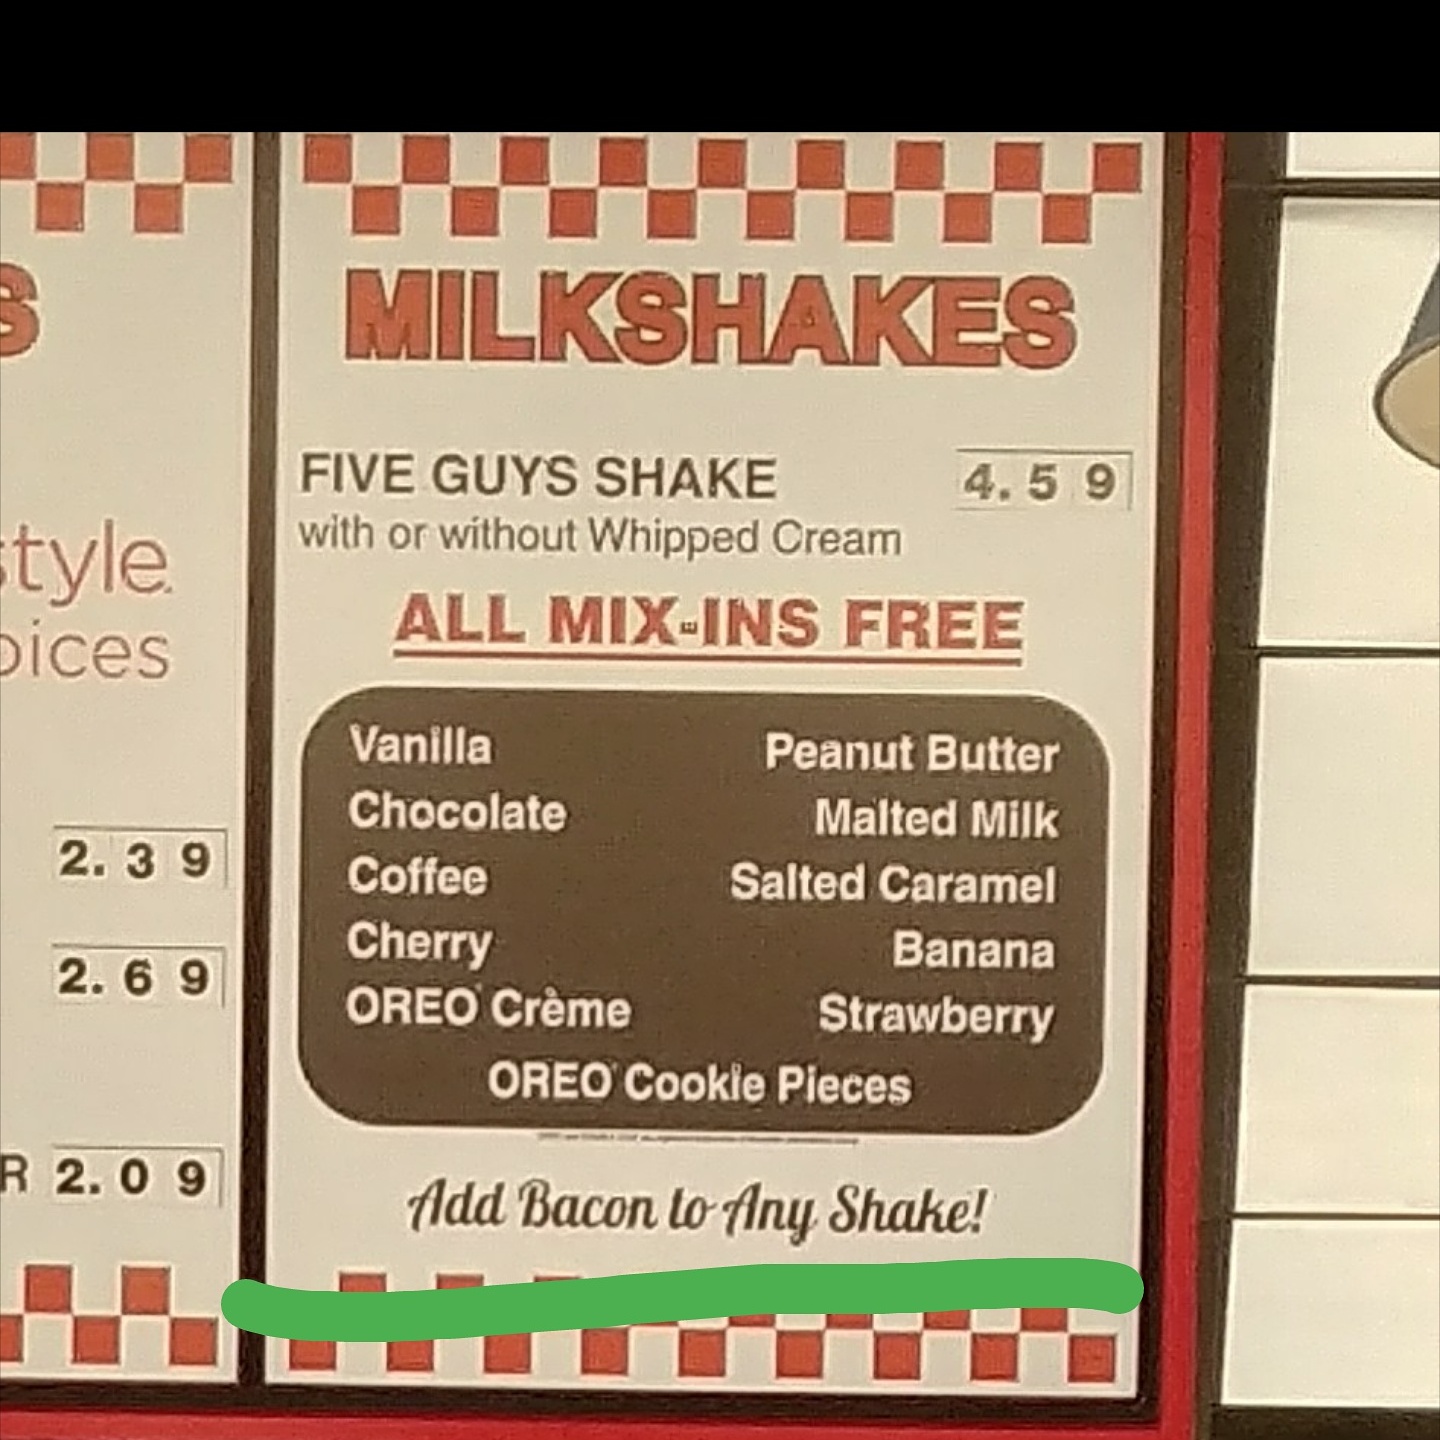 S
style
oices
2.39
2.69
R 2.09
MILKSHAKES
FIVE GUYS SHAKE 4.59
with or without Whipped Cream
ALL MIX-INS FREE
Vanilla Peanut Butter
Chocolate Malted Milk
Coffee Salted Caramel
Cherry Banana
OREO Crème Strawberry
OREO Cookie Pieces
Add Bacon to Any Shake!